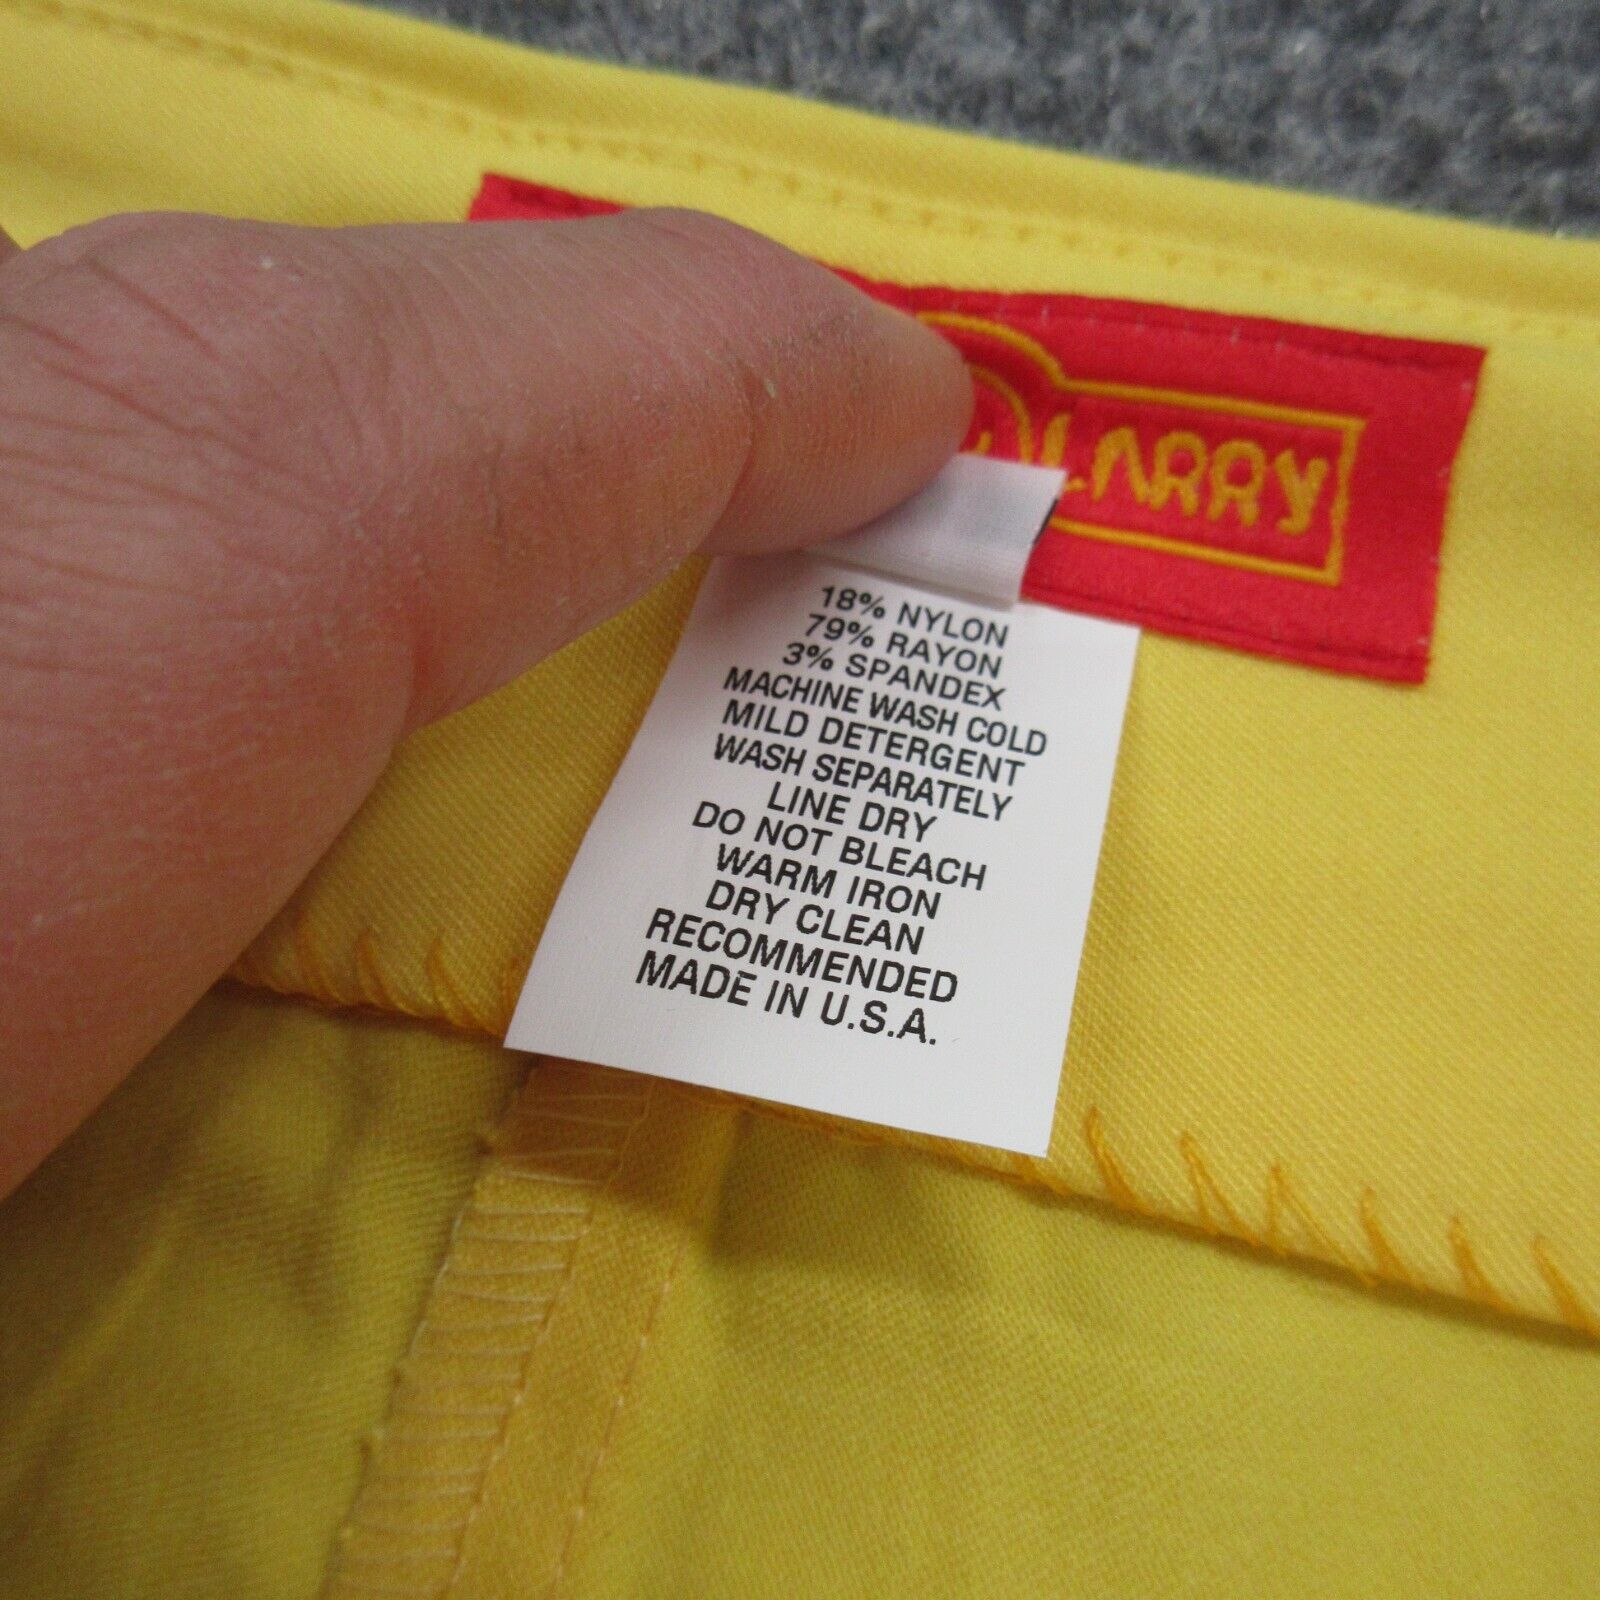 LARRY
18% NYLON
79% RAYON
3% SPANDEX
MACHINE WASH COLD
MILD DETERGENT
WASH SEPARATELY
LINE DRY
DO NOT BLEACH
WARM IRON
DRY CLEAN
RECOMMENDED
MADE IN U.S.A.